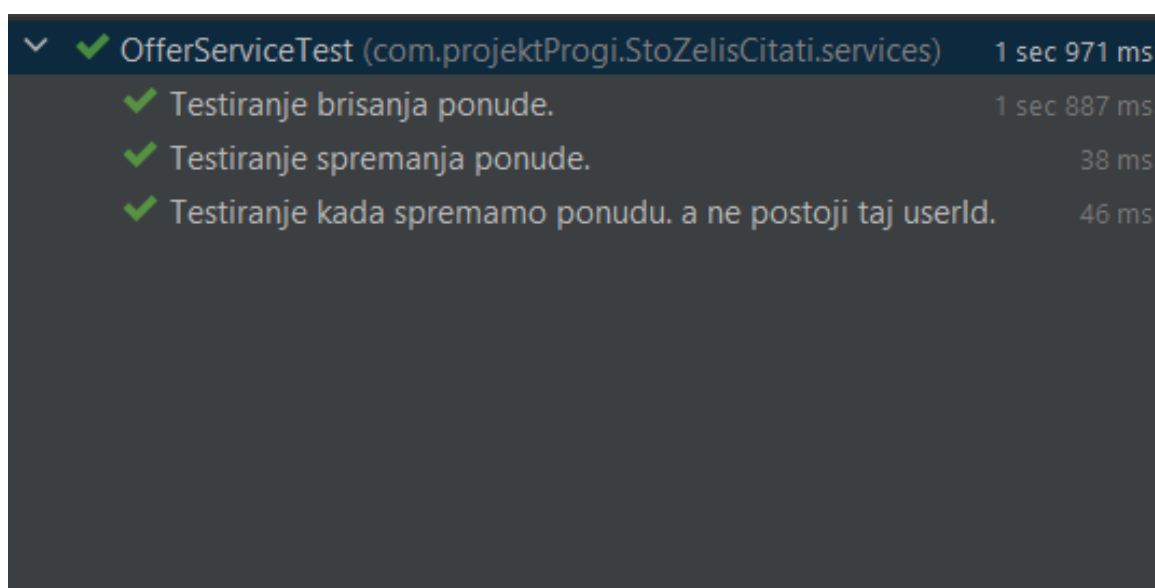 OfferServiceTest (com.projektProgi.StoZelisCitati.services) 1 sec 971 ms
Testiranje brisanja ponude. 1 sec 887 ms
Testiranje spremanja ponude. 38 ms
Testiranje kada spremamo ponudu. a ne postoji taj userId. 46 ms